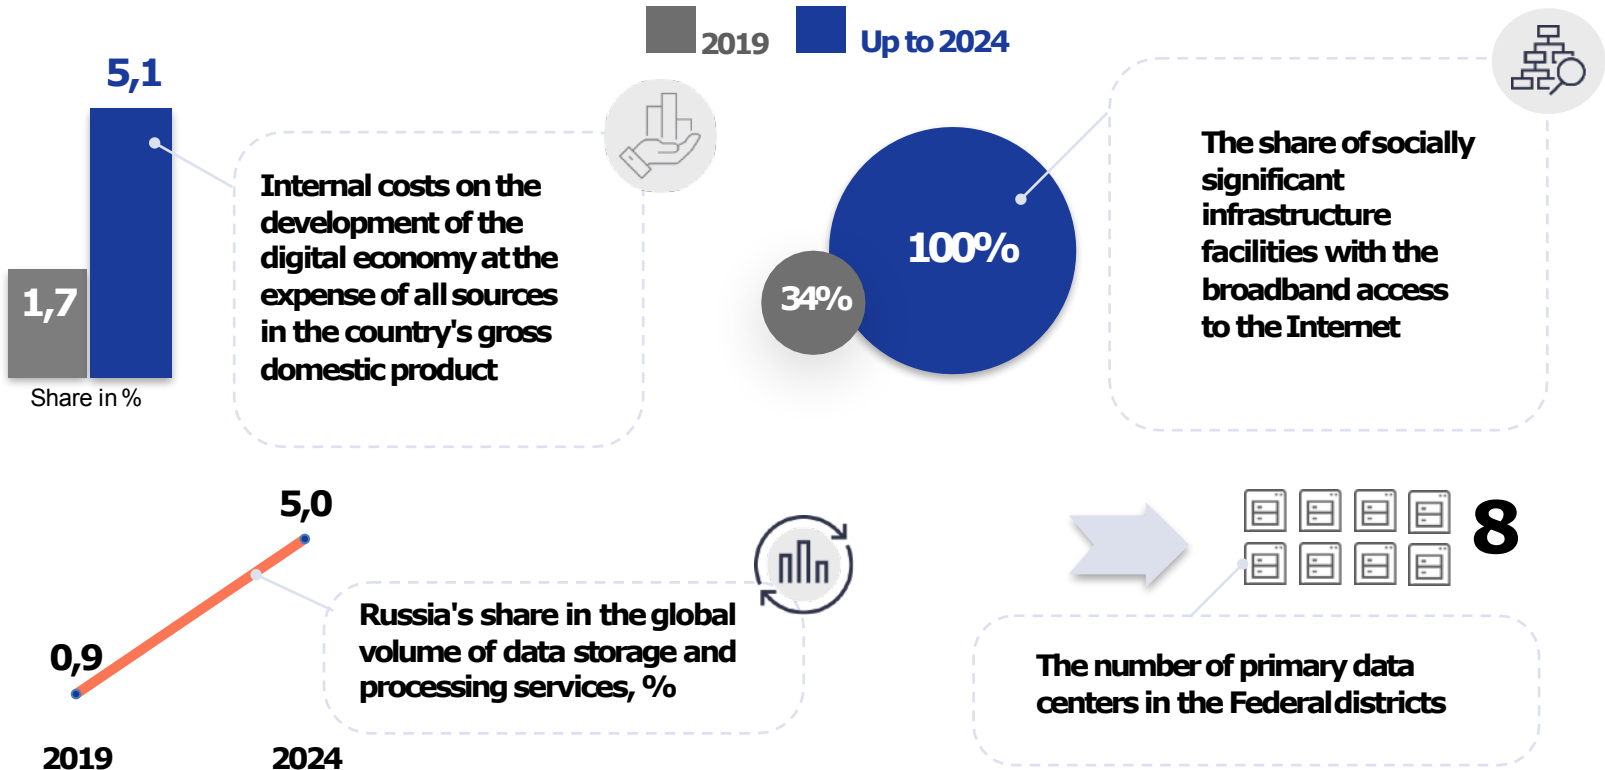 2019
Up to 2024
5,1
1,7
Share in %
Internal costs on the
development of the
digital economy at the
expense of all sources
in the country's gross
domestic product
100%
34%
The share of socially
significant
infrastructure
facilities with the
broadband access
to the Internet
5,0
0,9
2019
2024
Russia's share in the global
volume of data storage and
processing services, %
8
The number of primary data
centers in the Federal districts